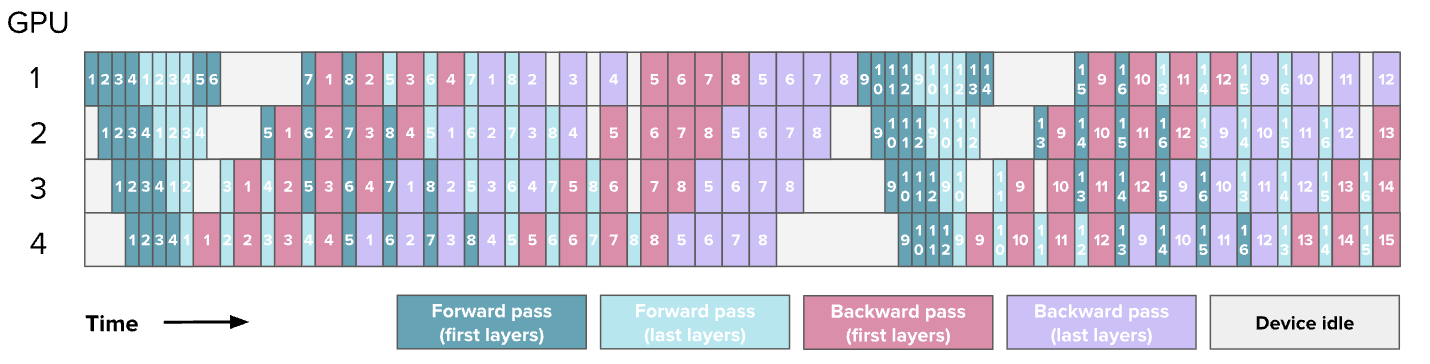 GPU
1 1 2 3 4 1 2 3 4 5 6 7 1 8 2 5 3 6 4 7 1 8 2 3 4 5 6 7 8 5 6 7 8 9 10 11 12 9 10 11 12 13 14 15 9 16 10 13 11 14 12 15 9 16 10 11 12
2 1 2 3 4 1 2 3 4 5 1 6 2 7 3 8 4 5 1 6 2 7 3 8 4 5 6 7 8 5 6 7 8 9 10 11 12 9 10 11 12 13 9 14 10 15 11 16 12 13 9 14 10 15 11 16 12 13
3 1 2 3 4 1 2 3 1 4 2 5 3 6 4 7 1 8 2 5 3 6 4 7 5 8 6 7 8 5 6 7 8 9 10 11 12 9 10 11 9 10 13 11 14 12 15 9 16 10 13 11 14 12 15 13 16 14
4 1 2 3 4 1 1 2 2 3 3 4 4 5 1 6 2 7 3 8 4 5 5 6 6 7 7 8 8 5 6 7 8 9 10 11 12 9 9 10 10 11 11 12 12 13 9 14 10 15 11 16 12 13 13 14 14 15 15
Time
Forward pass
(first layers)
Forward pass
(last layers)
Backward pass
(first layers)
Backward pass
(last layers)
Device idle